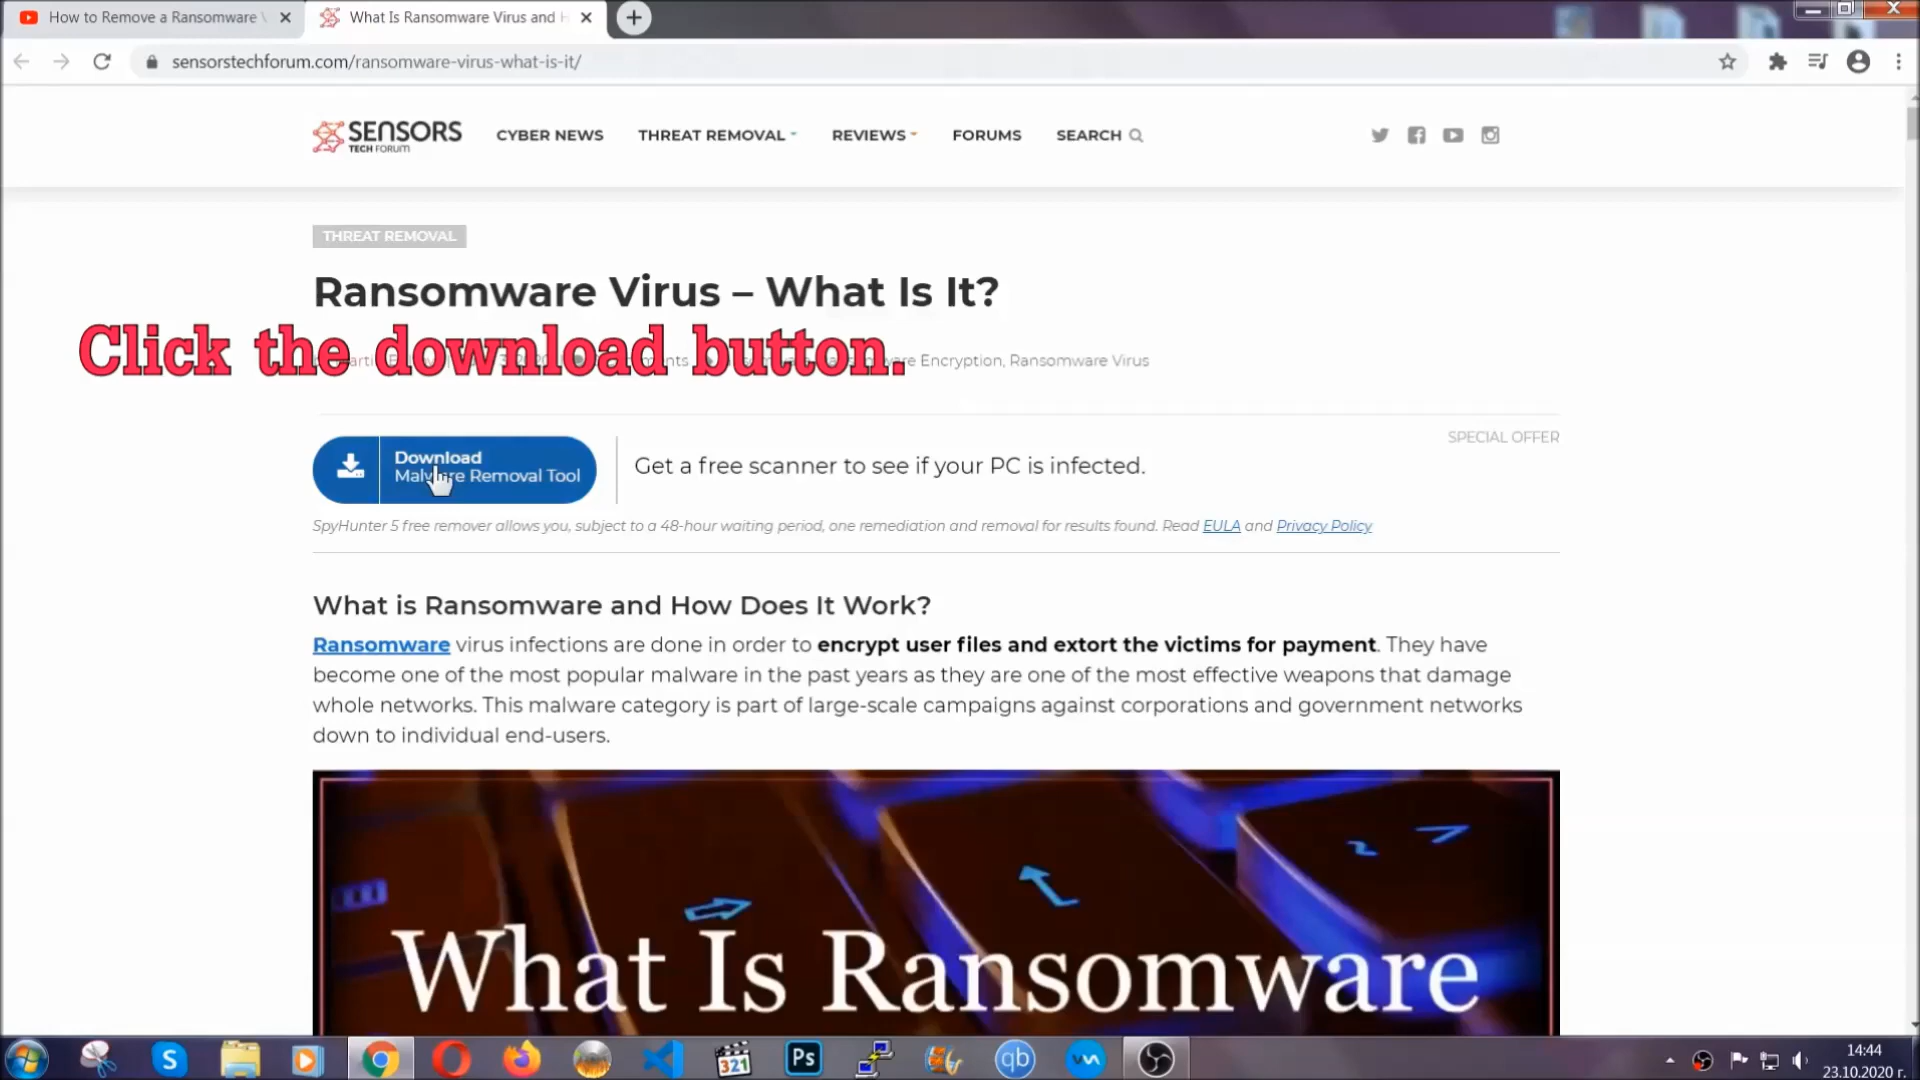 How to Remove a Ransomware
What Is Ransomware Virus and
sensorstechforum.com/ransomware-virus-what-is-it/
SENSORS
TECH FORUM
CYBER NEWS THREAT REMOVAL REVIEWS FORUMS SEARCH
THREAT REMOVAL
Ransomware Virus – What Is It?
Click the download button.
Encryption, Ransomware Virus
SPECIAL OFFER
Download
Malware Removal Tool
Get a free scanner to see if your PC is infected.
SpyHunter 5 free remover allows you, subject to a 48-hour waiting period, one remediation and removal for results found. Read EULA and Privacy Policy
What is Ransomware and How Does It Work?
Ransomware virus infections are done in order to encrypt user files and extort the victims for payment. They have
become one of the most popular malware in the past years as they are one of the most effective weapons that damage
whole networks. This malware category is part of large-scale campaigns against corporations and government networks
down to individual end-users.
What Is Ransomware
S
321
Ps
qb
14:44
23.10.2020 г.